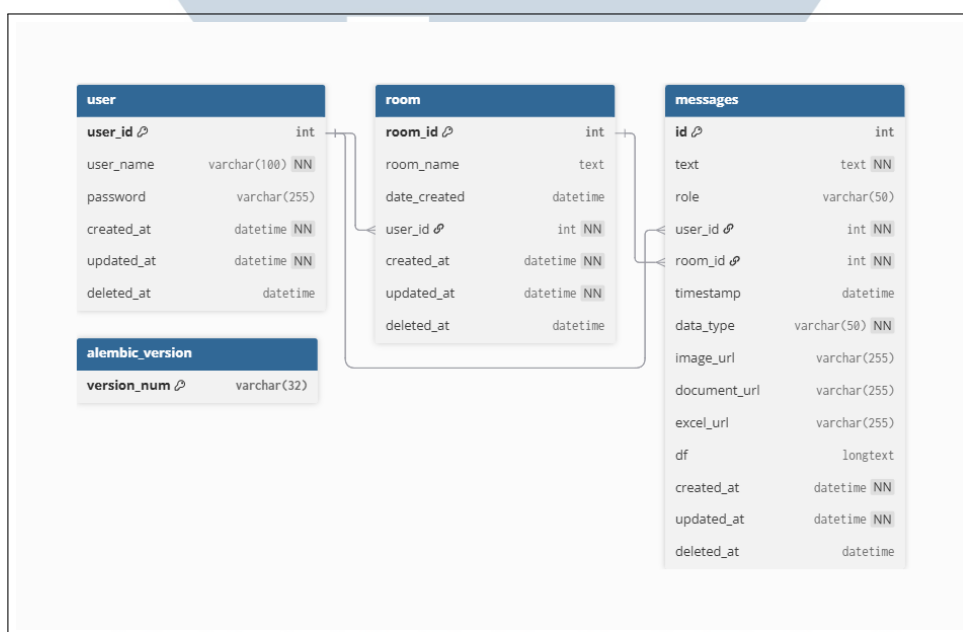 user
user_id int
user_name varchar(100) NN
password varchar(255)
created_at datetime NN
updated_at datetime NN
deleted_at datetime
alembic_version
version_num varchar(32)
room
room_id int
room_name text
date_created datetime
user_id int NN
created_at datetime NN
updated_at datetime NN
deleted_at datetime
messages
id int
text text NN
role varchar(50)
user_id int NN
room_id int NN
timestamp datetime
data_type varchar(50) NN
image_url varchar(255)
document_url varchar(255)
excel_url varchar(255)
df longtext
created_at datetime NN
updated_at datetime NN
deleted_at datetime